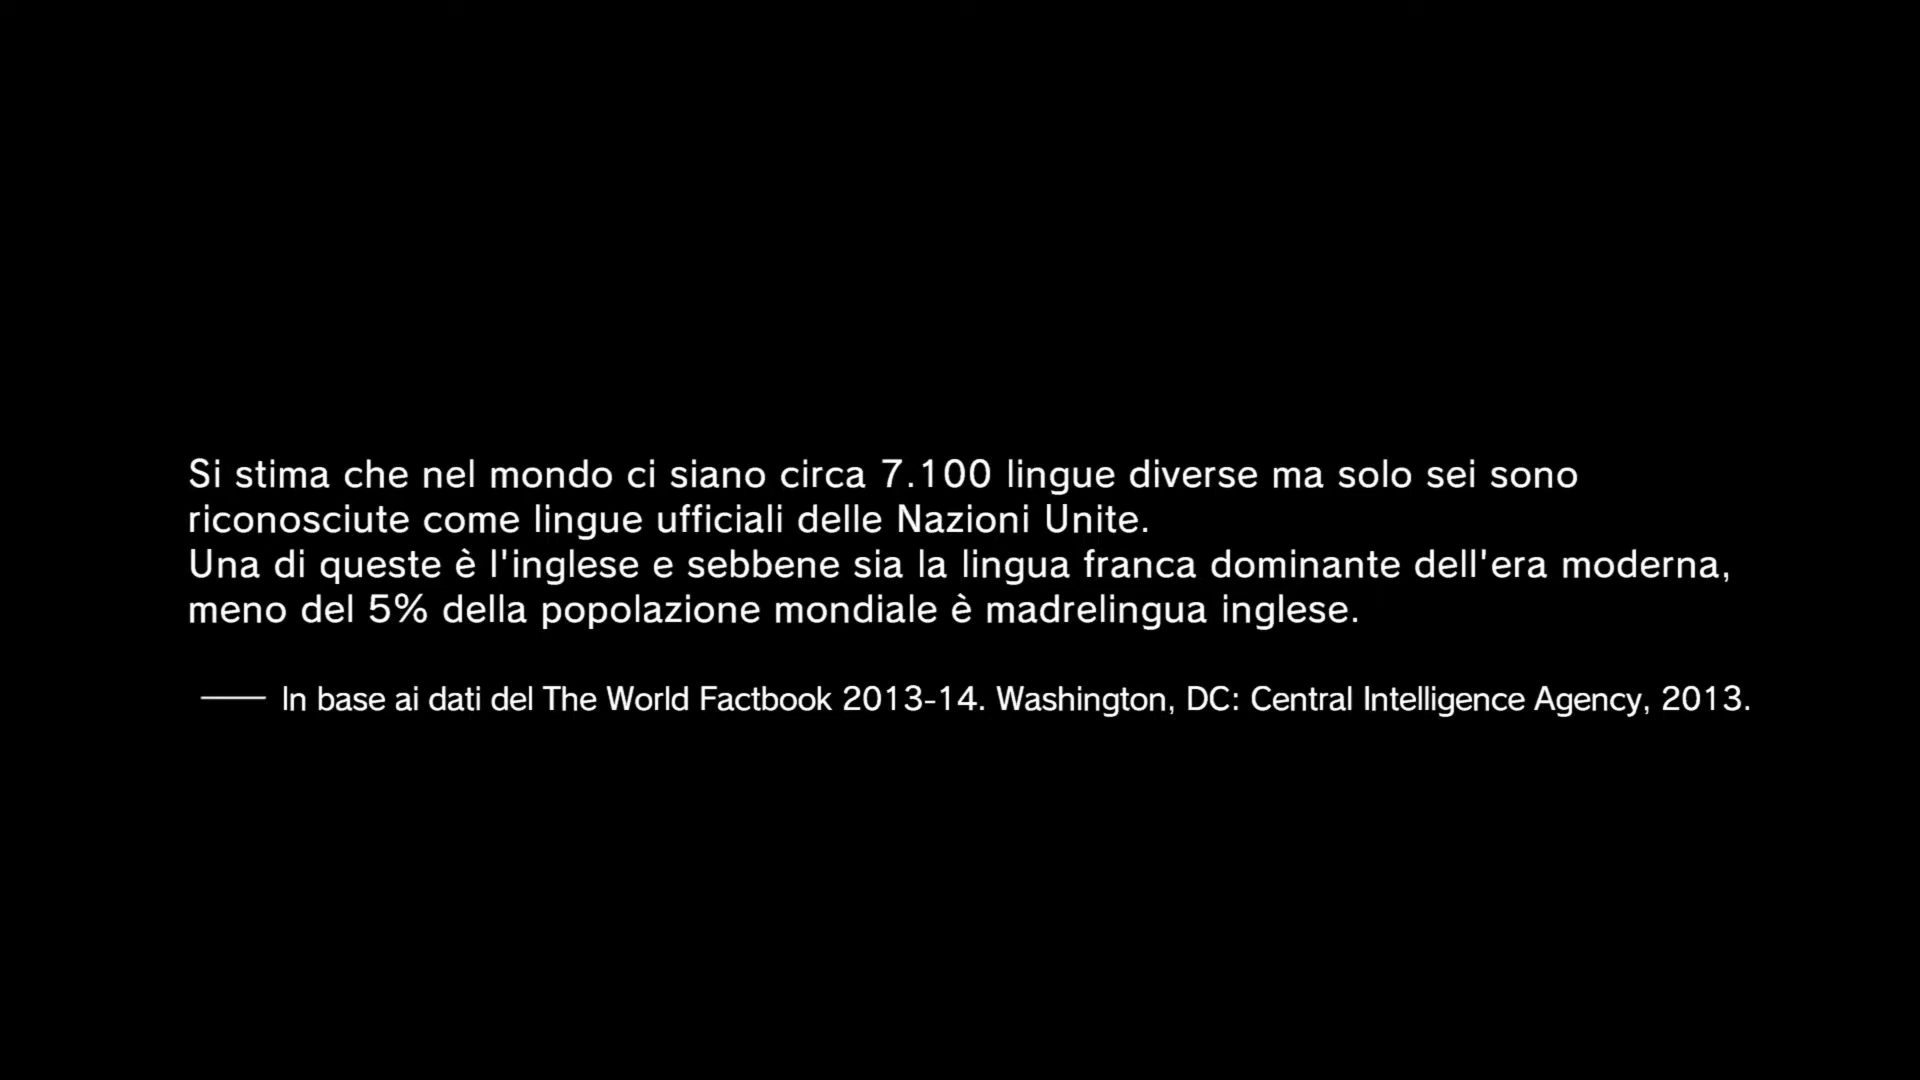 Si stima che nel mondo ci siano circa 7.100 lingue diverse ma solo sei sono
riconosciute come lingue ufficiali delle Nazioni Unite.
Una di queste è l'inglese e sebbene sia la lingua franca dominante dell'era moderna,
meno del 5% della popolazione mondiale è madrelingua inglese.
—— In base ai dati del The World Factbook 2013-14. Washington, DC: Central Intelligence Agency, 2013.